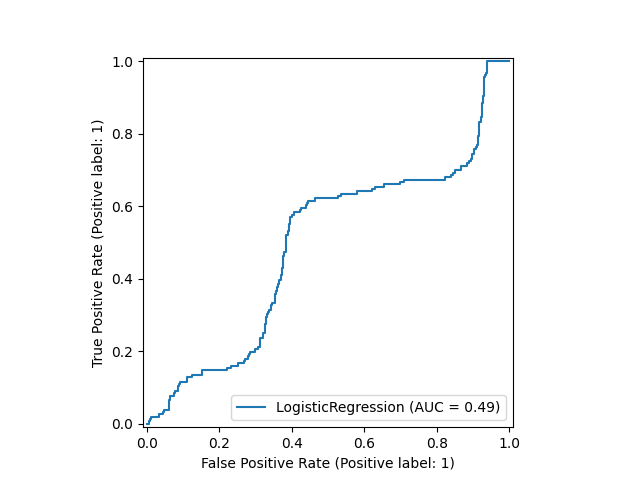 1.0
0.8
0.6
0.4
0.2
0.0
True Positive Rate (Positive label: 1)
LogisticRegression (AUC = 0.49)
0.0 0.2 0.4 0.6 0.8 1.0
False Positive Rate (Positive label: 1)